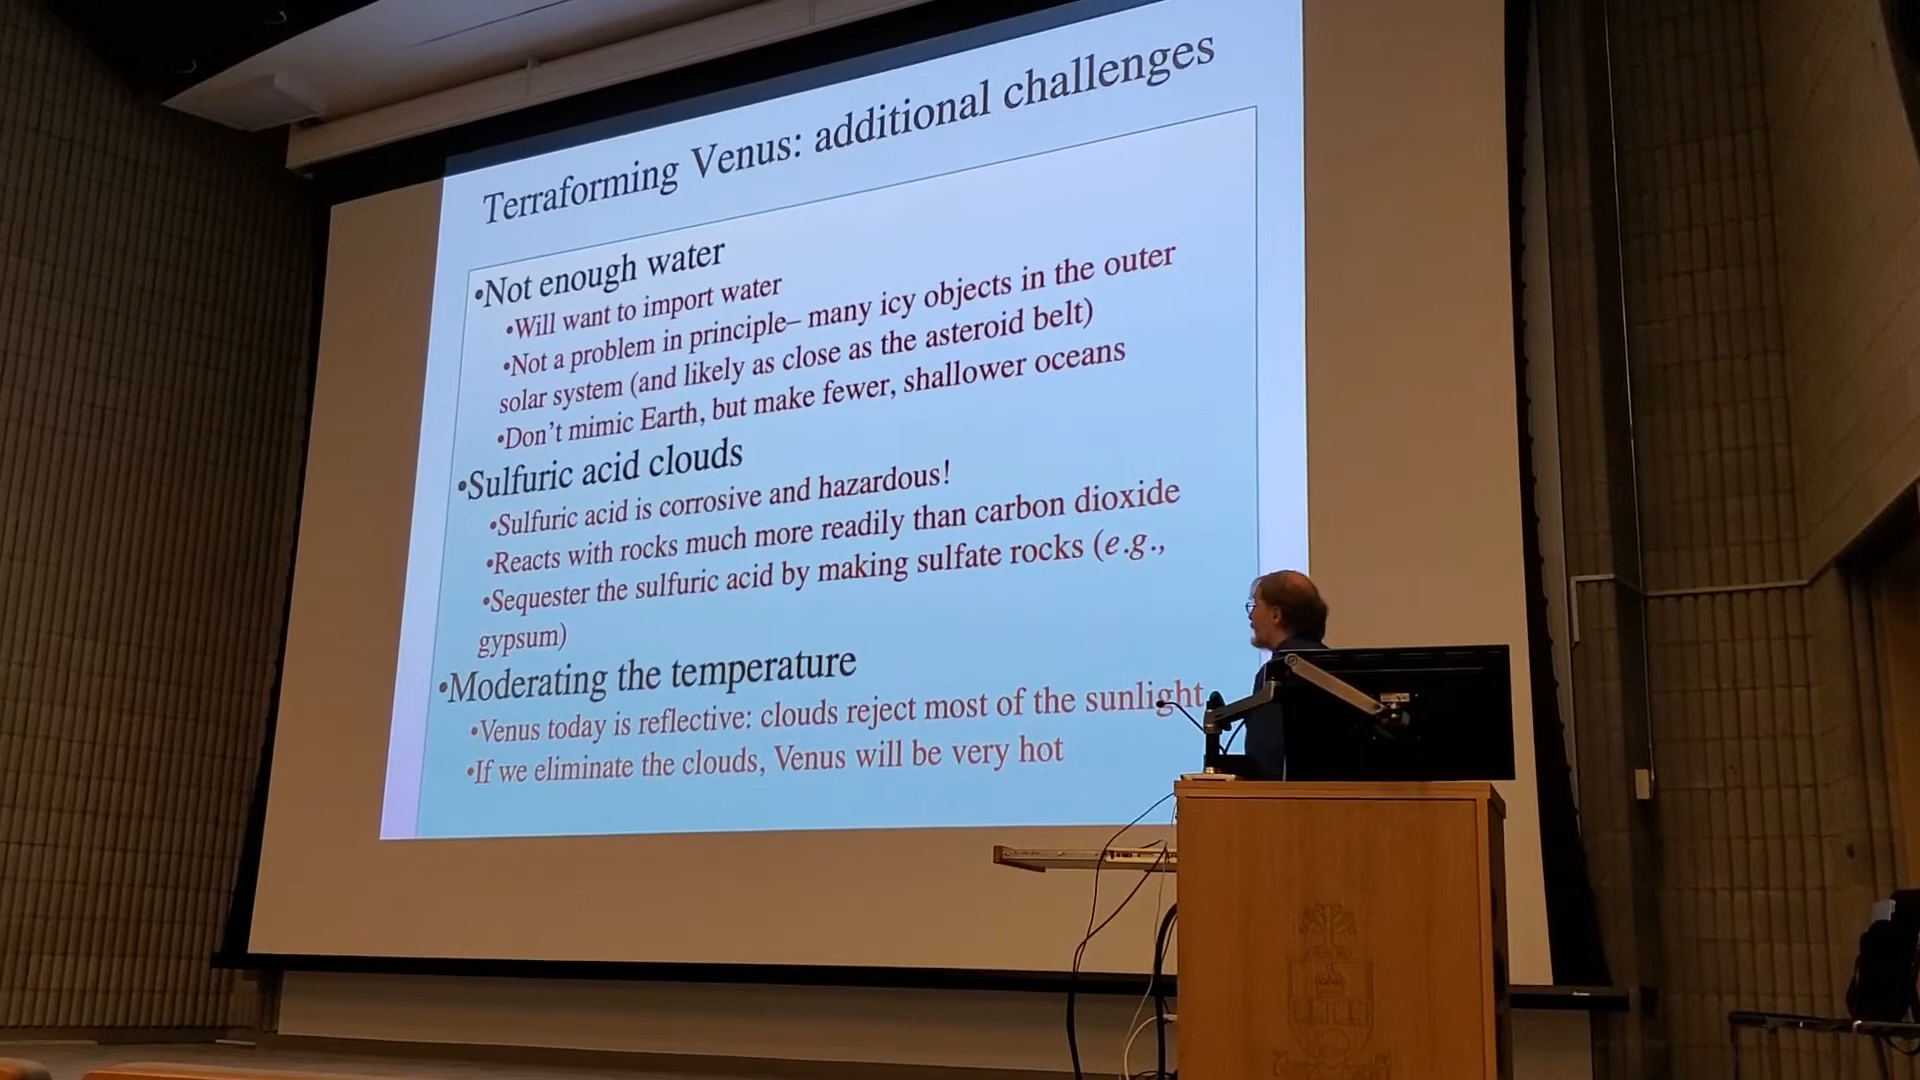 Terraforming Venus: additional challenges
•Not enough water
•Will want to import water
•Not a problem in principle– many icy objects in the outer
solar system (and likely as close as the asteroid belt)
•Don't mimic Earth, but make fewer, shallower oceans
•Sulfuric acid clouds
•Sulfuric acid is corrosive and hazardous!
•Reacts with rocks much more readily than carbon dioxide
•Sequester the sulfuric acid by making sulfate rocks (e.g.,
gypsum)
•Moderating the temperature
•Venus today is reflective: clouds reject most of the sunlight
•If we eliminate the clouds, Venus will be very hot